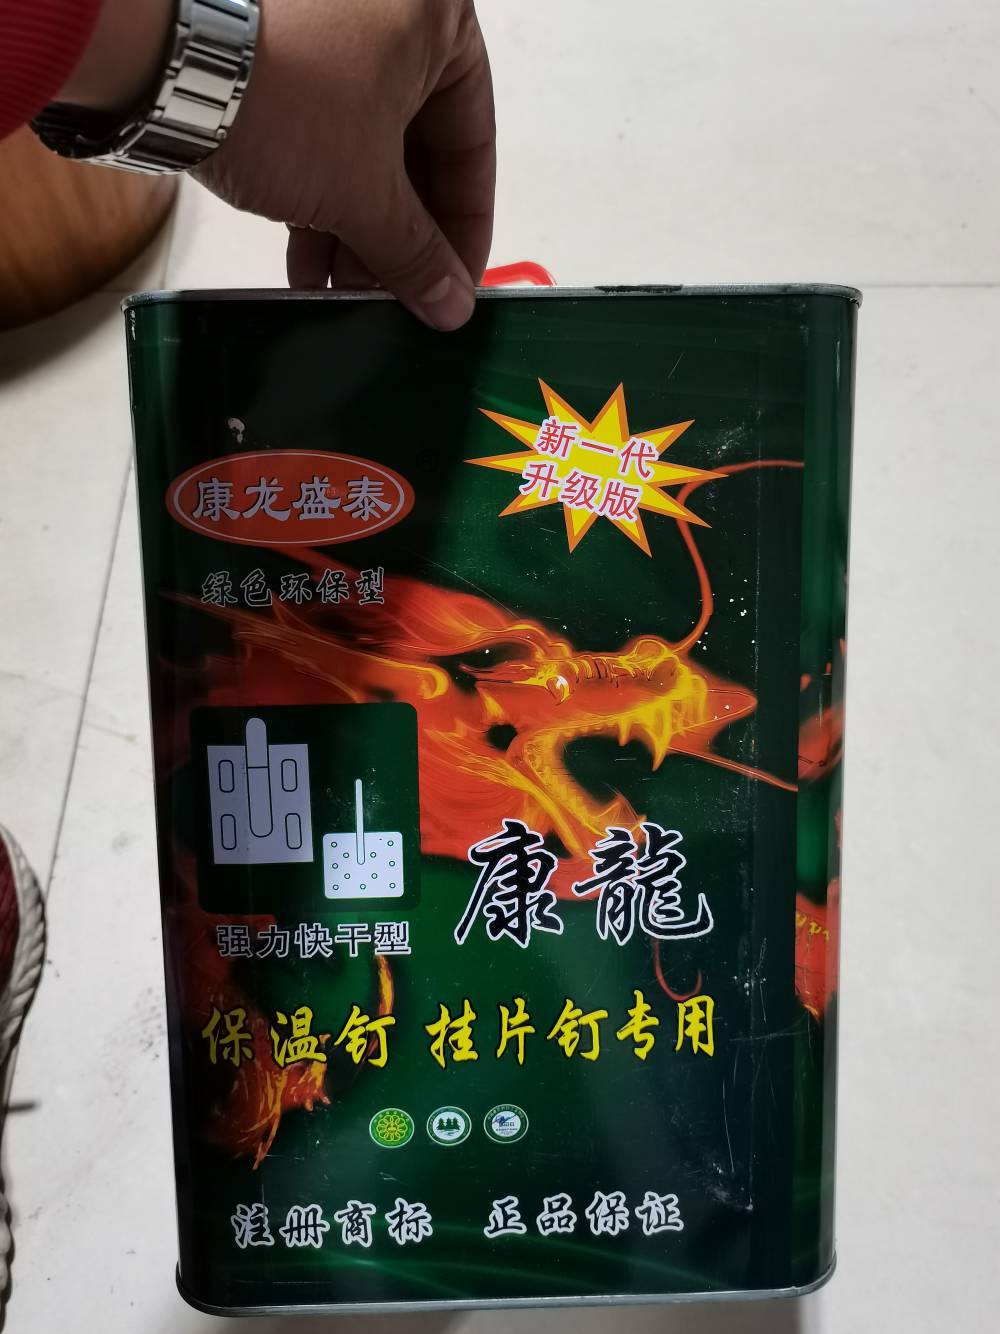 新一代
升级版
康龙盛泰
绿色环保型
强力快干型
康龍
保温钉 挂片钉专用
注册商标 正品保证